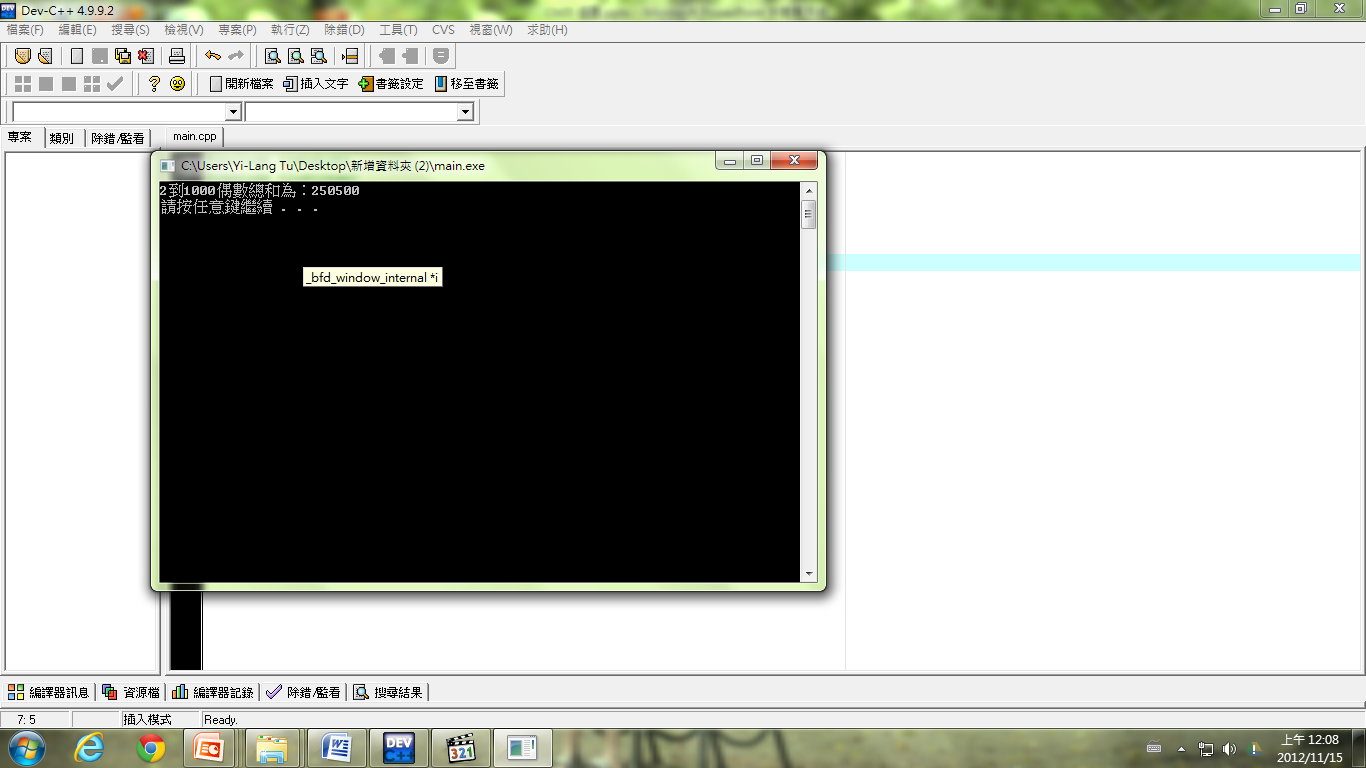 Dev-C++ 4.9.9.2
檔案(F) 編輯(E) 搜尋(S) 檢視(V) 專案(P) 執行(Z) 除錯(D) 工具(T) CVS 視窗(W) 求助(H)
開新檔案 插入文字 書籤設定 移至書籤
專案 類別 除錯/監看 main.cpp
C:\Users\Yi-Lang Tu\Desktop\新增資料夾 (2)\main.exe
2到1000偶數總和為：250500
請按任意鍵繼續 . . .
_bfd_window_internal *i
編譯器訊息 資源檔 編譯器記錄 除錯/監看 搜尋結果
7: 5 插入模式 Ready.
DEV C++ 321 上午 12:08
2012/11/15